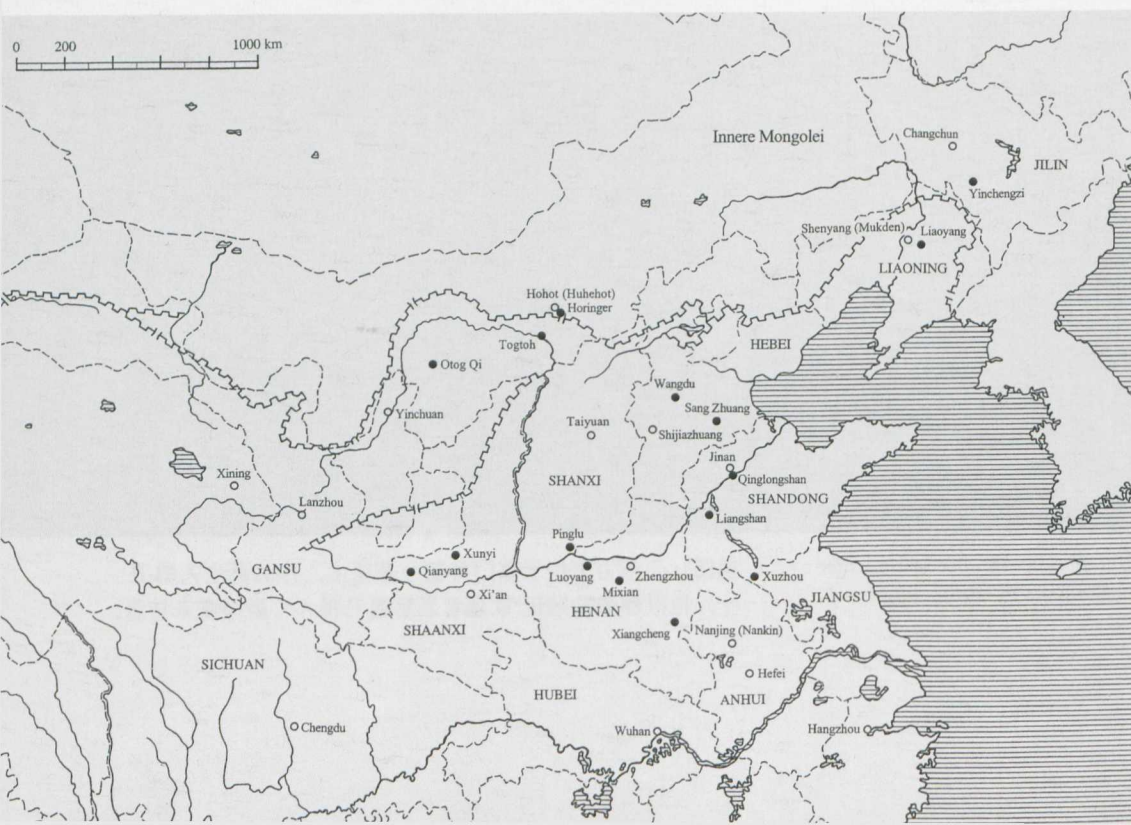 0 200 1000 km
Innere Mongolei
Changchun
JILIN
Yinchengzi
Shenyang (Mukden)
Liaoyang
LIAONING
Hohot (Huhehot)
Horinger
Togtoh
HEBEI
Otog Qi
Wangdu
Sang Zhuang
Yinchuan
Taiyuan
Shijiazhuang
Jinan
Qinglongshan
Xining
SHANXI
SHANDONG
Lanzhou
Liangshan
Pinglu
GANSU
Xunyi
Qianyang
Luoyang
Zhengzhou
Xuzhou
Mixian
Xi'an
HENAN
JIANGSU
SHAANXI
Xiangcheng
Nanjing (Nankin)
SICHUAN
Hefei
HUBEI
ANHUI
Chengdu
Wuhan
Hangzhou